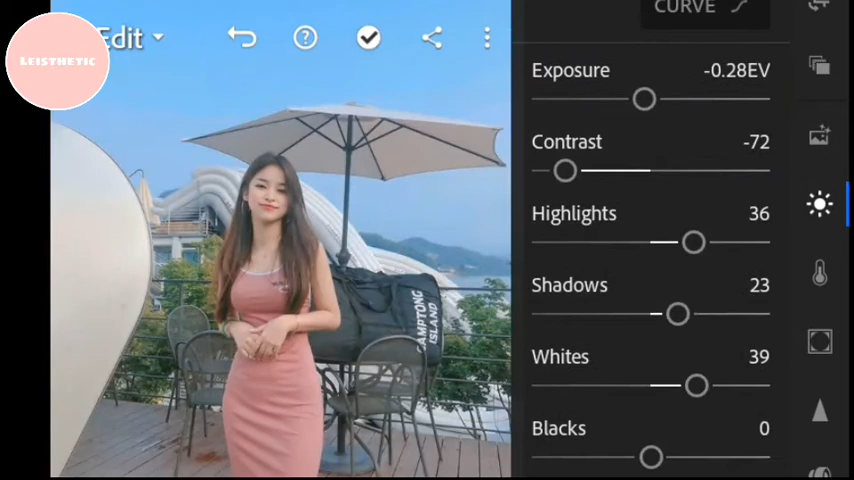 LEISTHETIC
Edit
CURVE
Exposure -0.28EV
Contrast -72
Highlights 36
Shadows 23
Whites 39
Blacks 0
CAMPTONG
ISLAND